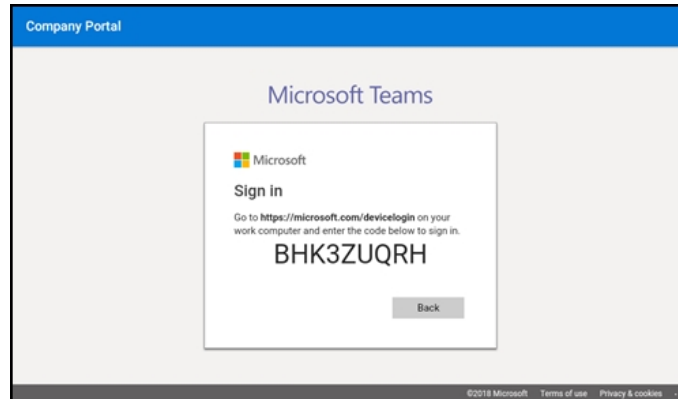 Company Portal
Microsoft Teams
Microsoft
Sign in
Go to https://microsoft.com/devicelogin on your
work computer and enter the code below to sign in.
BHK3ZUQRH
Back
©2018 Microsoft Terms of use Privacy & cookies